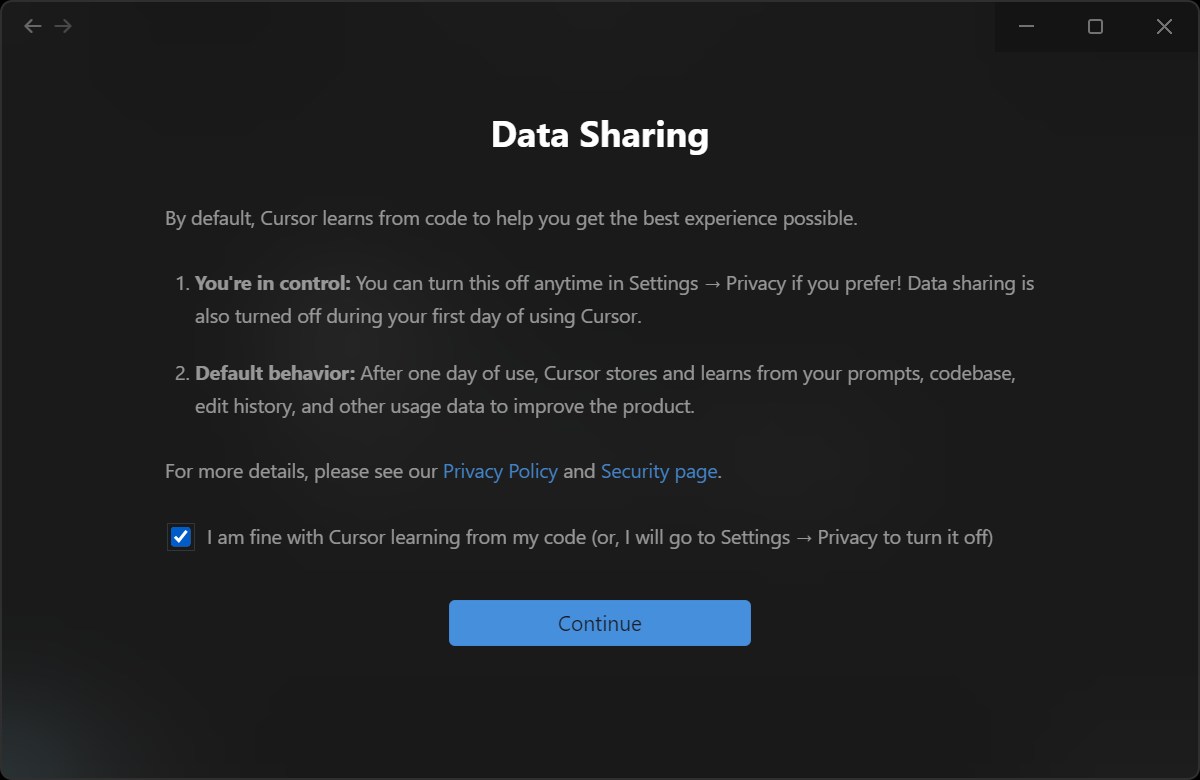 Data Sharing
By default, Cursor learns from code to help you get the best experience possible.
1. You're in control: You can turn this off anytime in Settings → Privacy if you prefer! Data sharing is
also turned off during your first day of using Cursor.
2. Default behavior: After one day of use, Cursor stores and learns from your prompts, codebase,
edit history, and other usage data to improve the product.
For more details, please see our Privacy Policy and Security page.
I am fine with Cursor learning from my code (or, I will go to Settings → Privacy to turn it off)
Continue